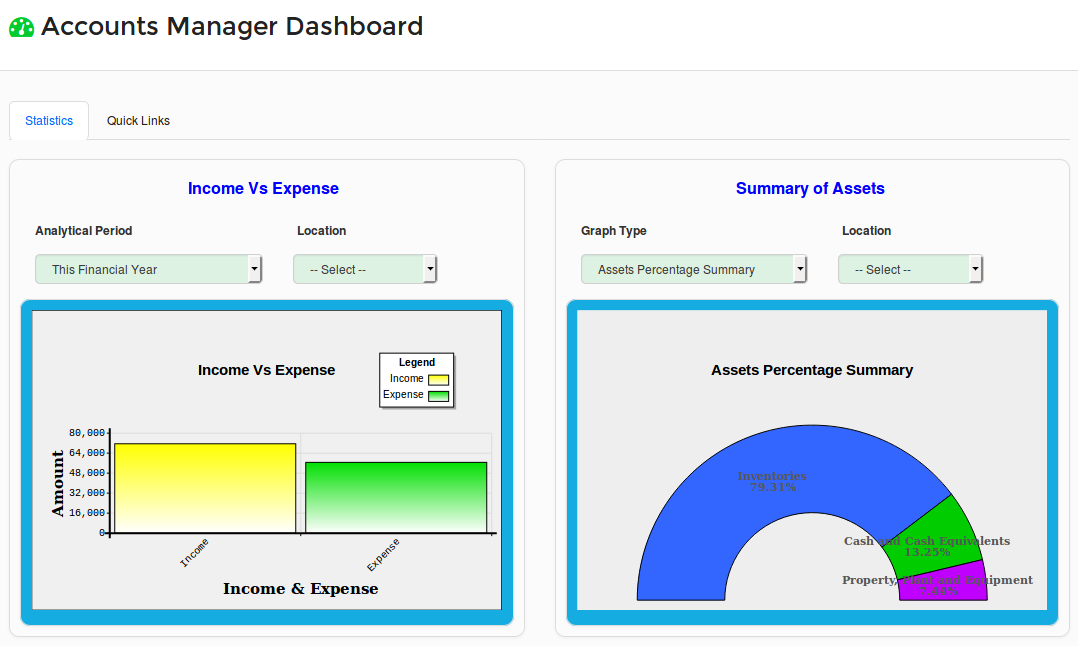 Accounts Manager Dashboard
Statistics Quick Links
Income Vs Expense
Analytical Period Location
This Financial Year -- Select --
Income Vs Expense
Legend
Income
Expense
80,000
64,000
48,000
32,000
16,000
0
Amount
Income Expense
Income & Expense
Summary of Assets
Graph Type Location
Assets Percentage Summary -- Select --
Assets Percentage Summary
Inventories
79.31%
Cash and Cash Equivalents
13.25%
Property, Plant and Equipment